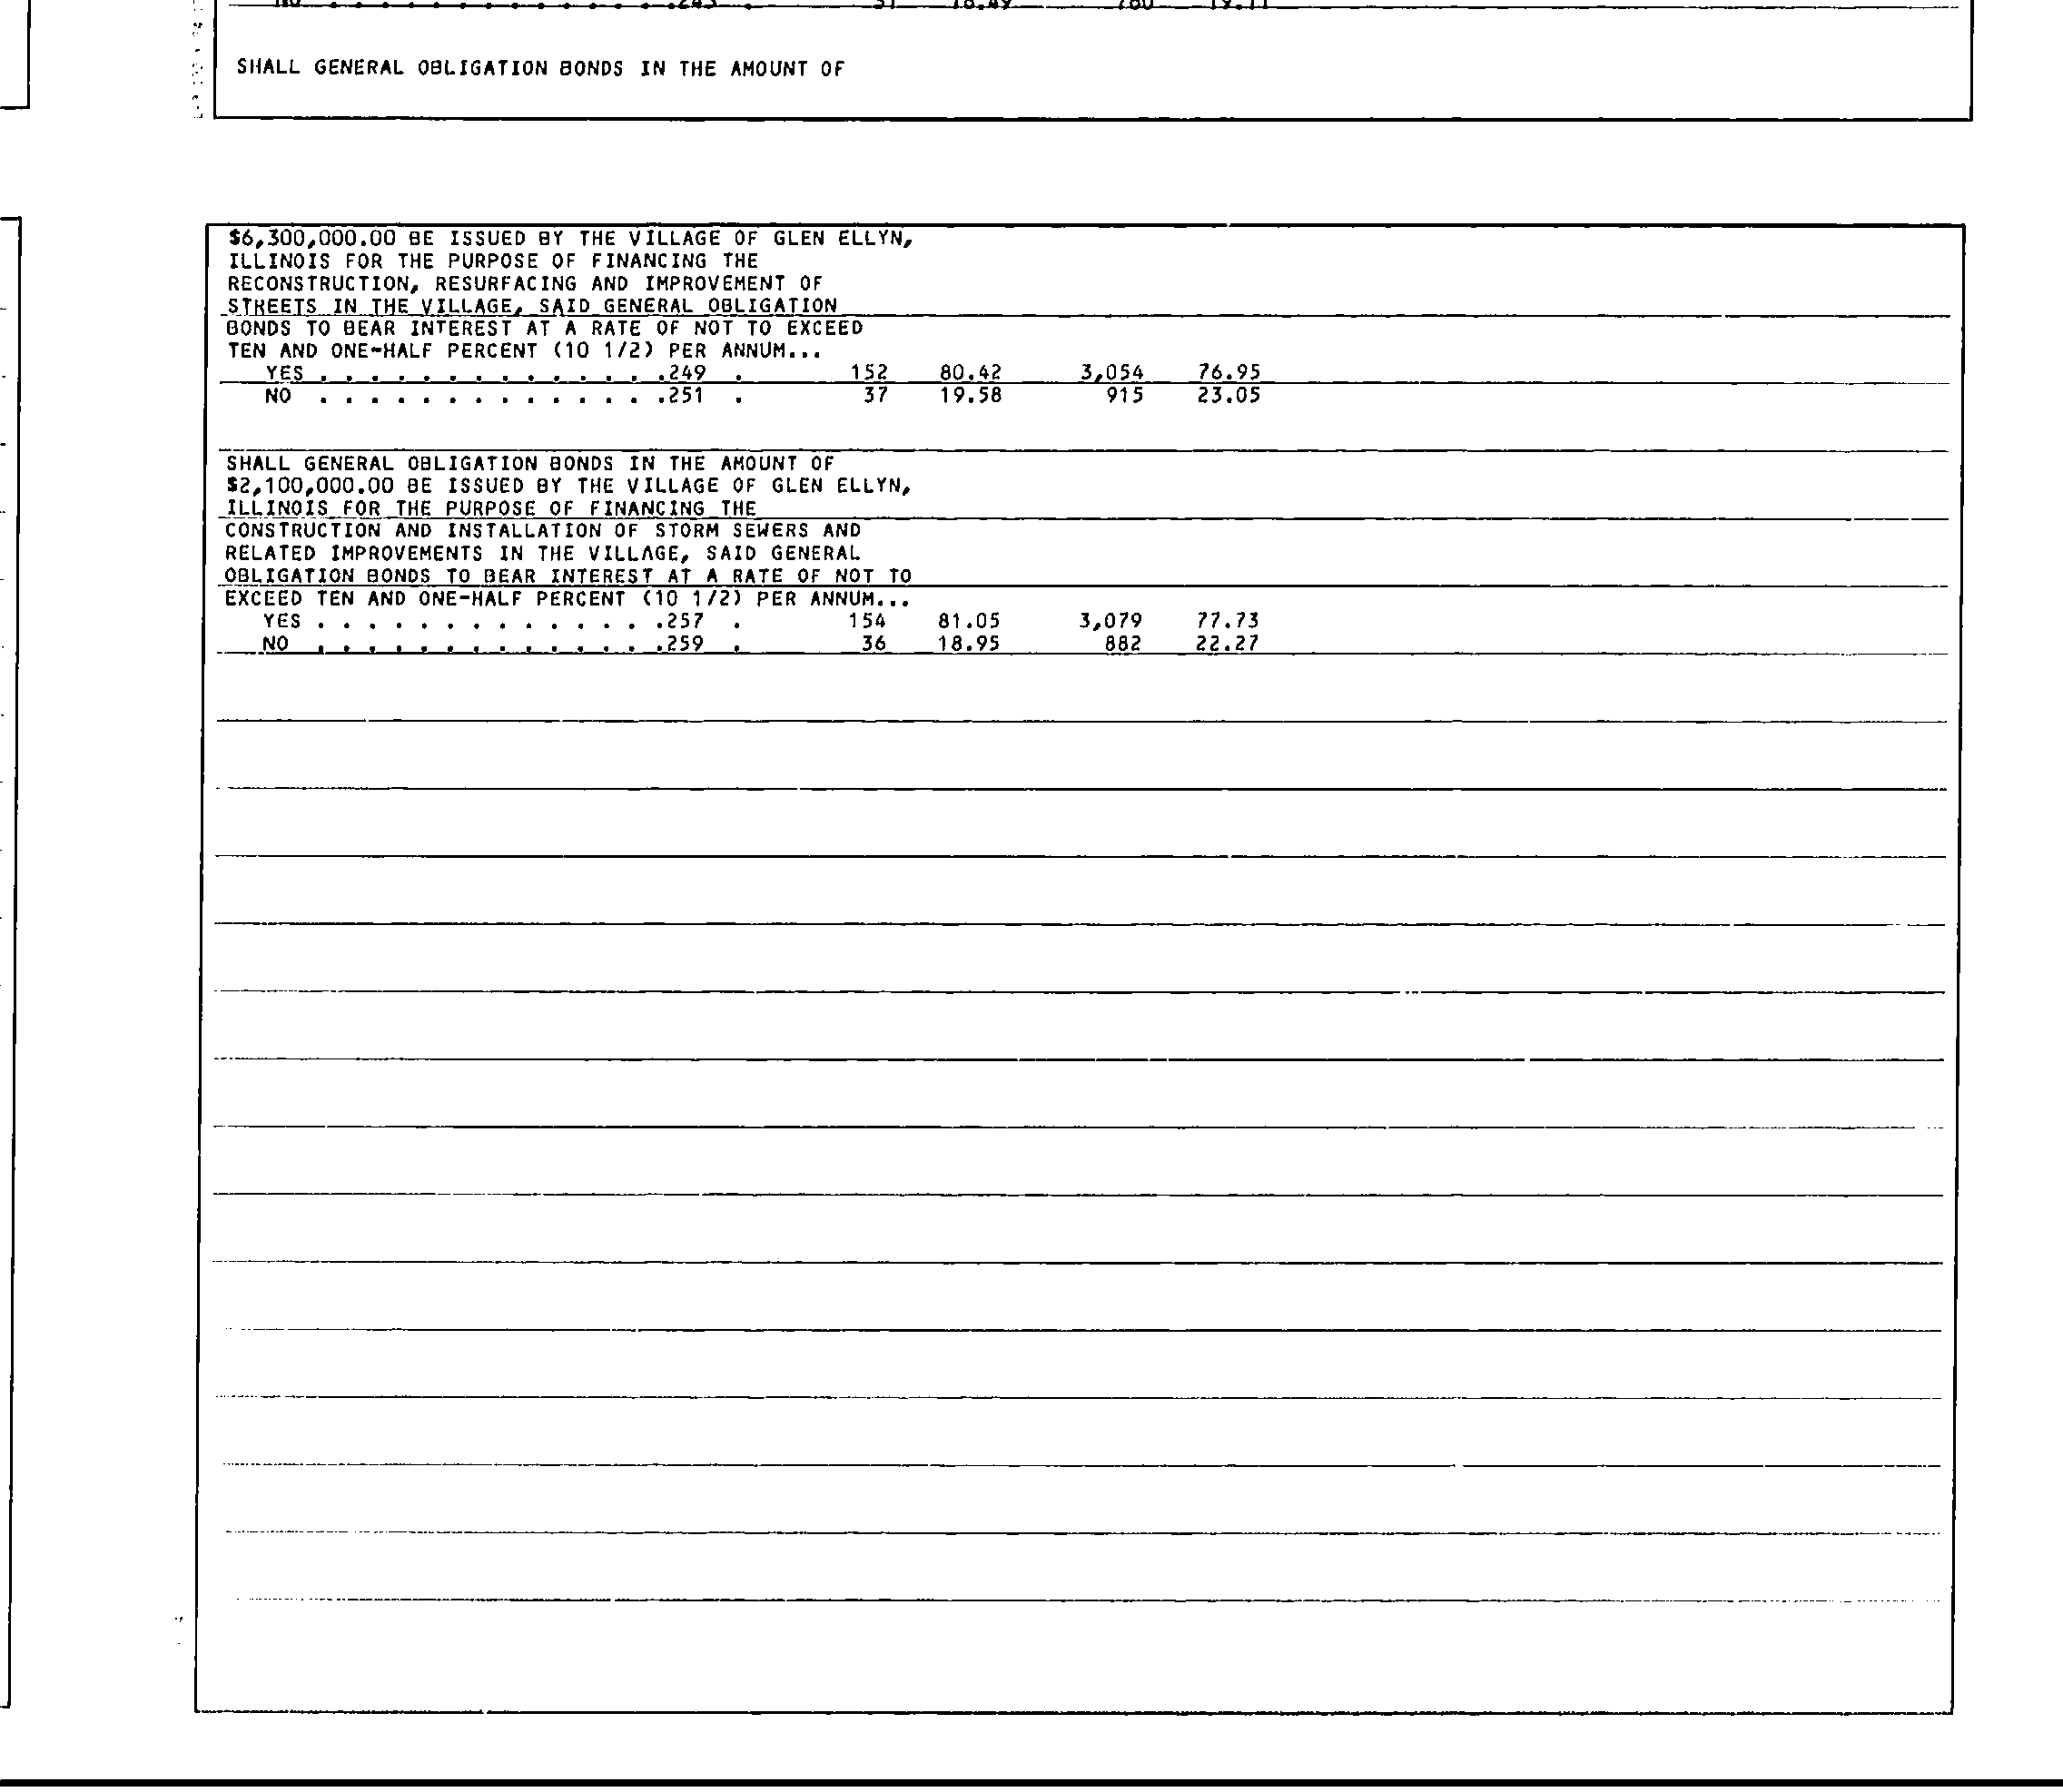 SHALL GENERAL OBLIGATION BONDS IN THE AMOUNT OF
$6,300,000.00 BE ISSUED BY THE VILLAGE OF GLEN ELLYN,
ILLINOIS FOR THE PURPOSE OF FINANCING THE
RECONSTRUCTION, RESURFACING AND IMPROVEMENT OF
STREETS IN THE VILLAGE, SAID GENERAL OBLIGATION
BONDS TO BEAR INTEREST AT A RATE OF NOT TO EXCEED
TEN AND ONE-HALF PERCENT (10 1/2) PER ANNUM...
YES . . . . . . . . . . . . . .249 . 152 80.42 3,054 76.95
NO . . . . . . . . . . . . . .251 . 37 19.58 915 23.05
SHALL GENERAL OBLIGATION BONDS IN THE AMOUNT OF
$2,100,000.00 BE ISSUED BY THE VILLAGE OF GLEN ELLYN,
ILLINOIS FOR THE PURPOSE OF FINANCING THE
CONSTRUCTION AND INSTALLATION OF STORM SEWERS AND
RELATED IMPROVEMENTS IN THE VILLAGE, SAID GENERAL
OBLIGATION BONDS TO BEAR INTEREST AT A RATE OF NOT TO
EXCEED TEN AND ONE-HALF PERCENT (10 1/2) PER ANNUM...
YES . . . . . . . . . . . . . .257 . 154 81.05 3,079 77.73
NO . . . . . . . . . . . . . .259 . 36 18.95 882 22.27